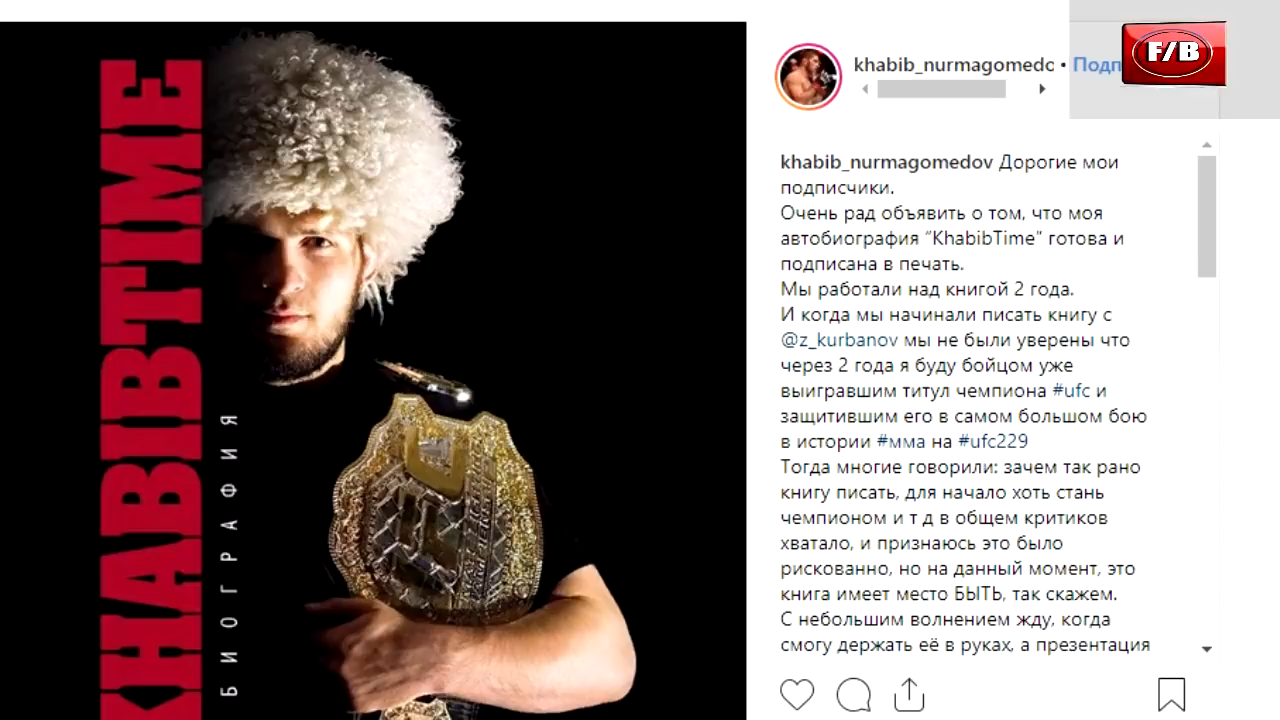 KHABIBTIME
БИОГРАФИЯ
F/B
khabib_nurmagomedo • Подп
khabib_nurmagomedov Дорогие мои
подписчики.
Очень рад объявить о том, что моя
автобиография “KhabibTime” готова и
подписана в печать.
Мы работали над книгой 2 года.
И когда мы начинали писать книгу с
@z_kurbanov мы не были уверены что
через 2 года я буду бойцом уже
выигравшим титул чемпиона #ufc и
защитившим его в самом большом бою
в истории #мма на #ufc229
Тогда многие говорили: зачем так рано
книгу писать, для начало хоть стань
чемпионом и т д в общем критиков
хватало, и признаюсь это было
рискованно, но на данный момент, это
книга имеет место БЫТЬ, так скажем.
С небольшим волнением жду, когда
смогу держать её в руках, а презентация